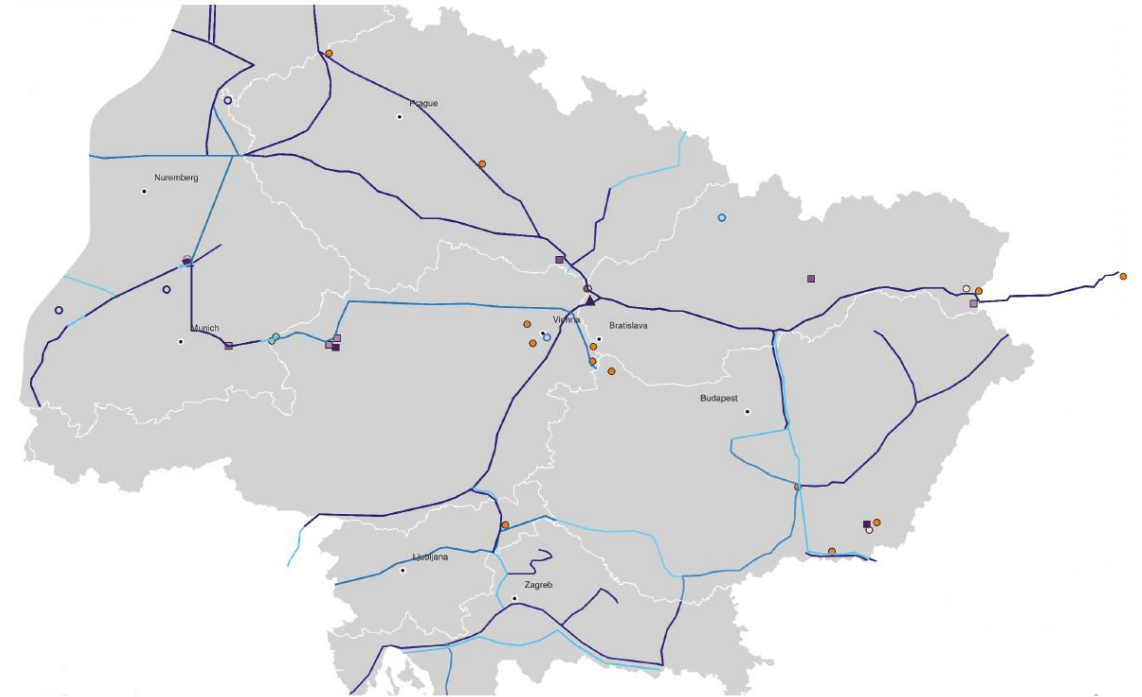 Prague
Nuremberg
Vienna
Bratislava
Munich
Budapest
Ljubljana
Zagreb